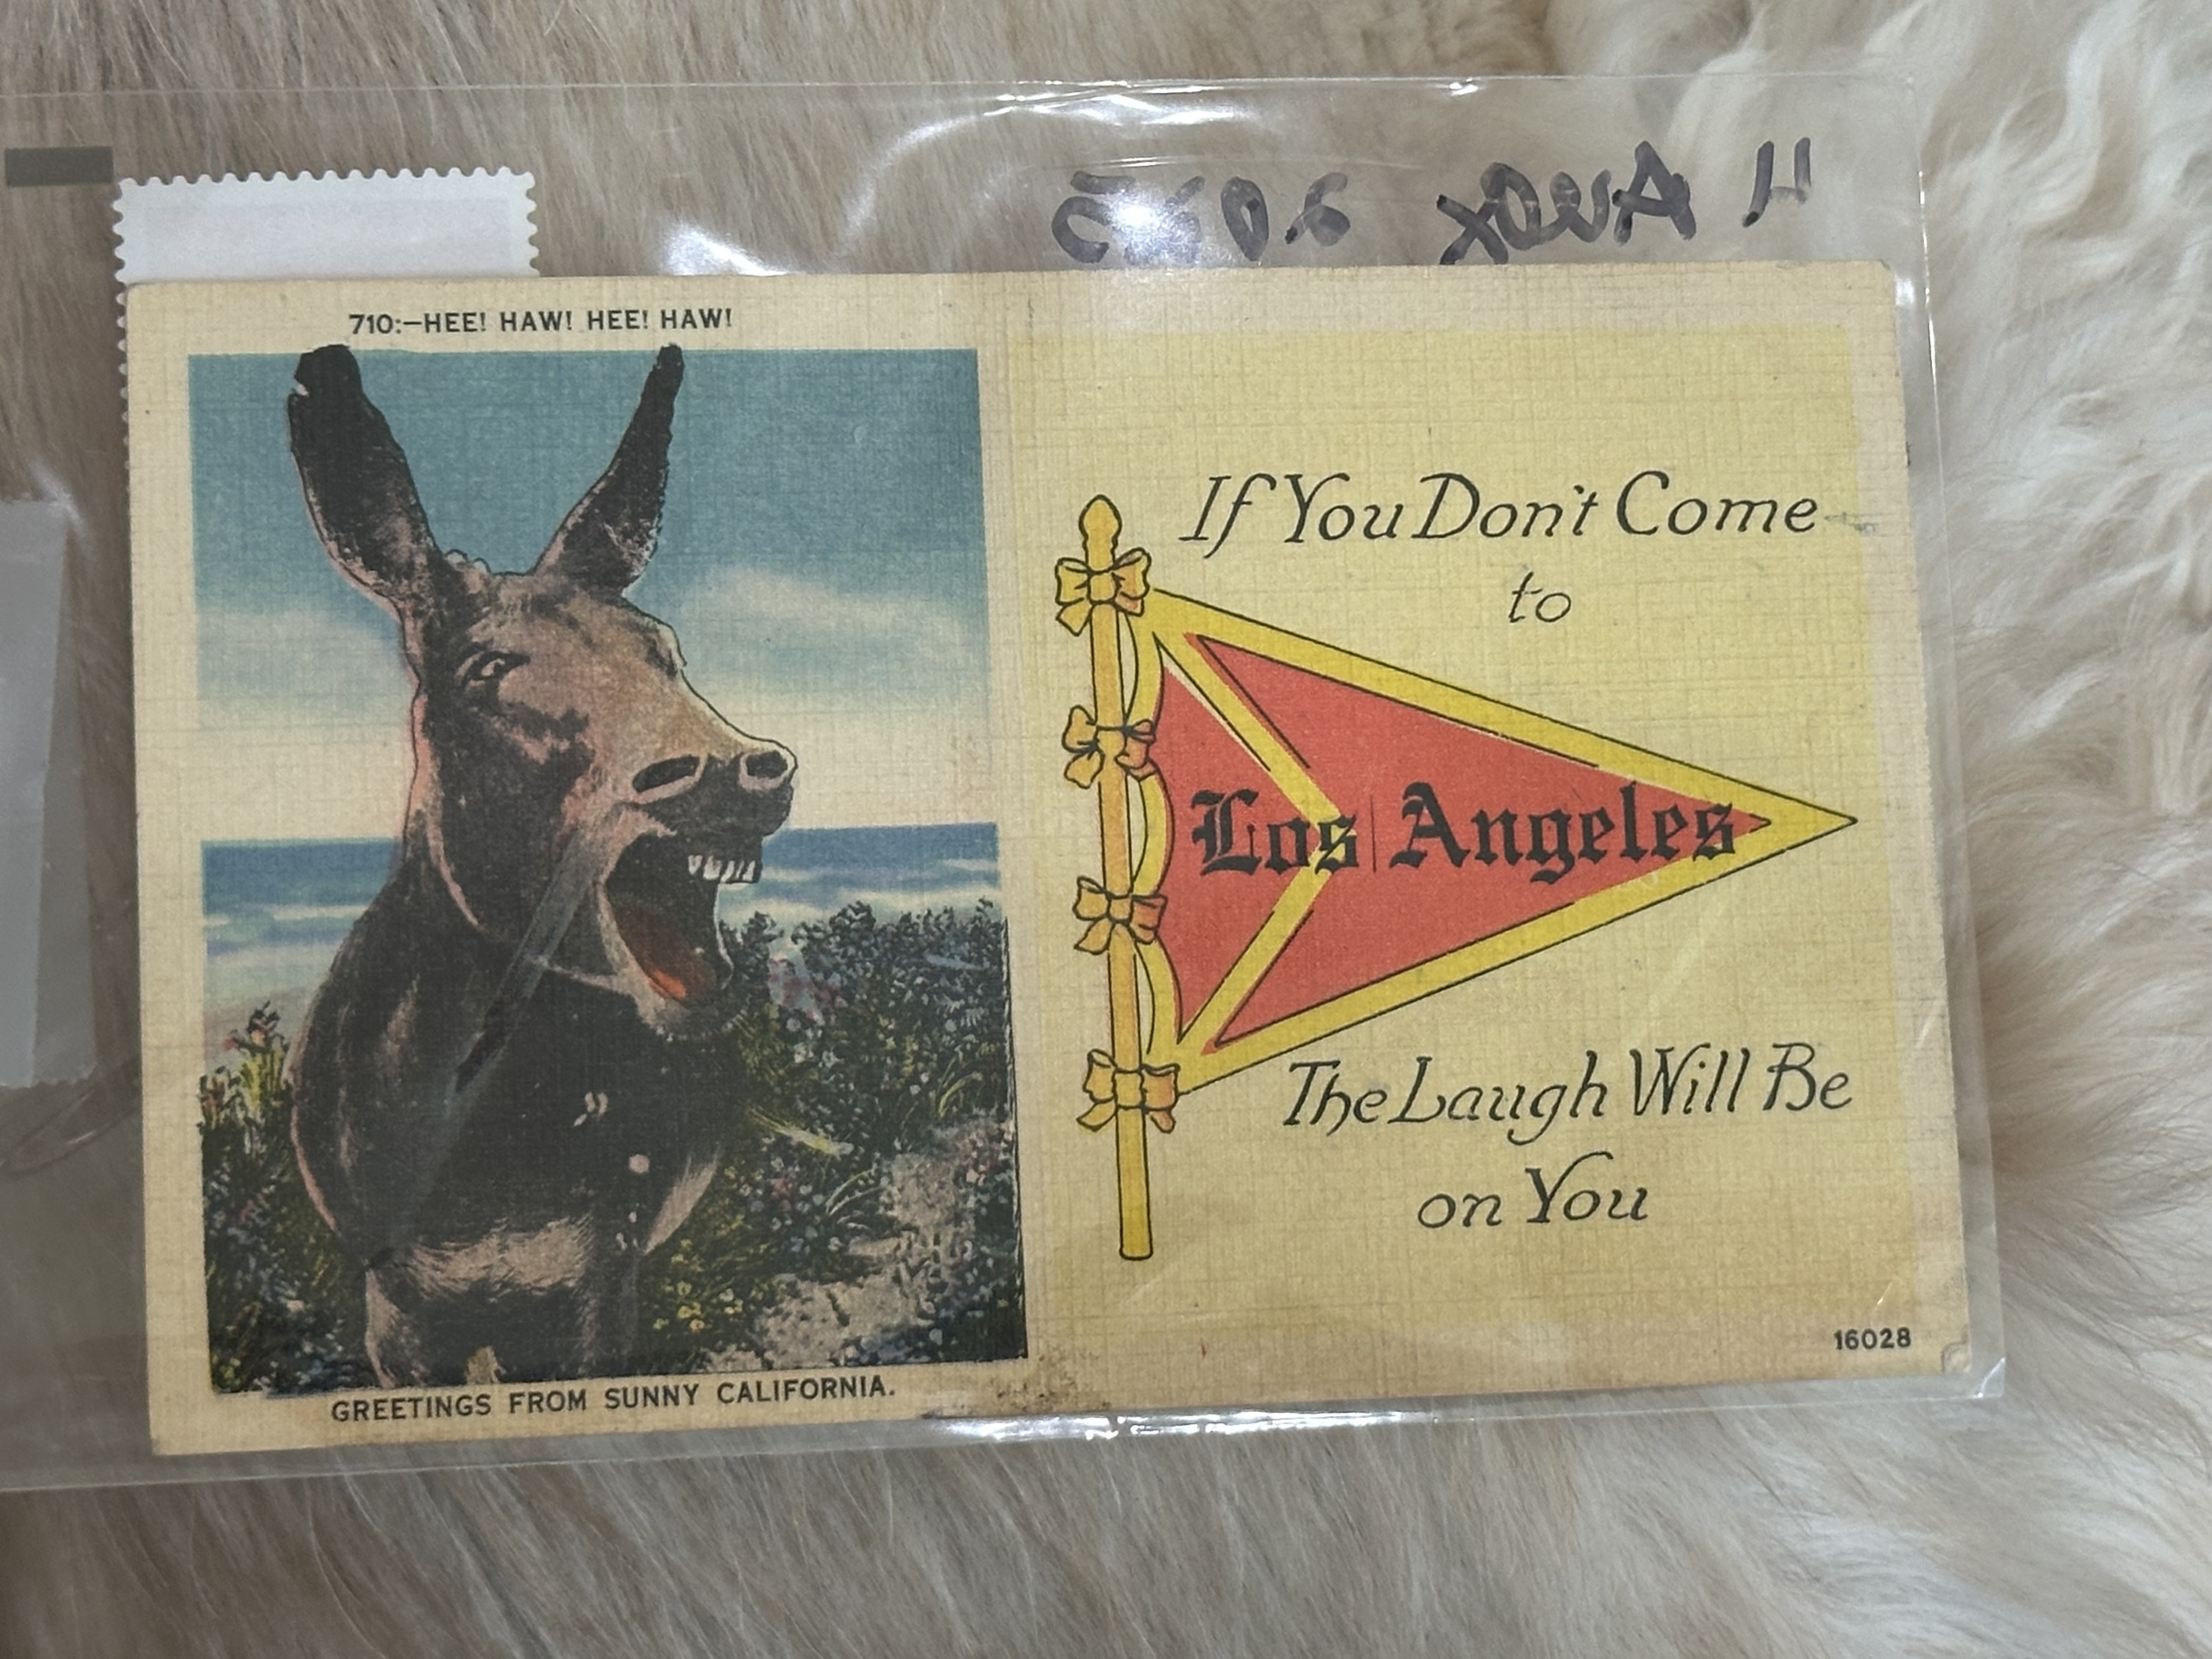 710:—HEE! HAW! HEE! HAW!
GREETINGS FROM SUNNY CALIFORNIA.
If You Don't Come
to
Los Angeles
The Laugh Will Be
on You
16028